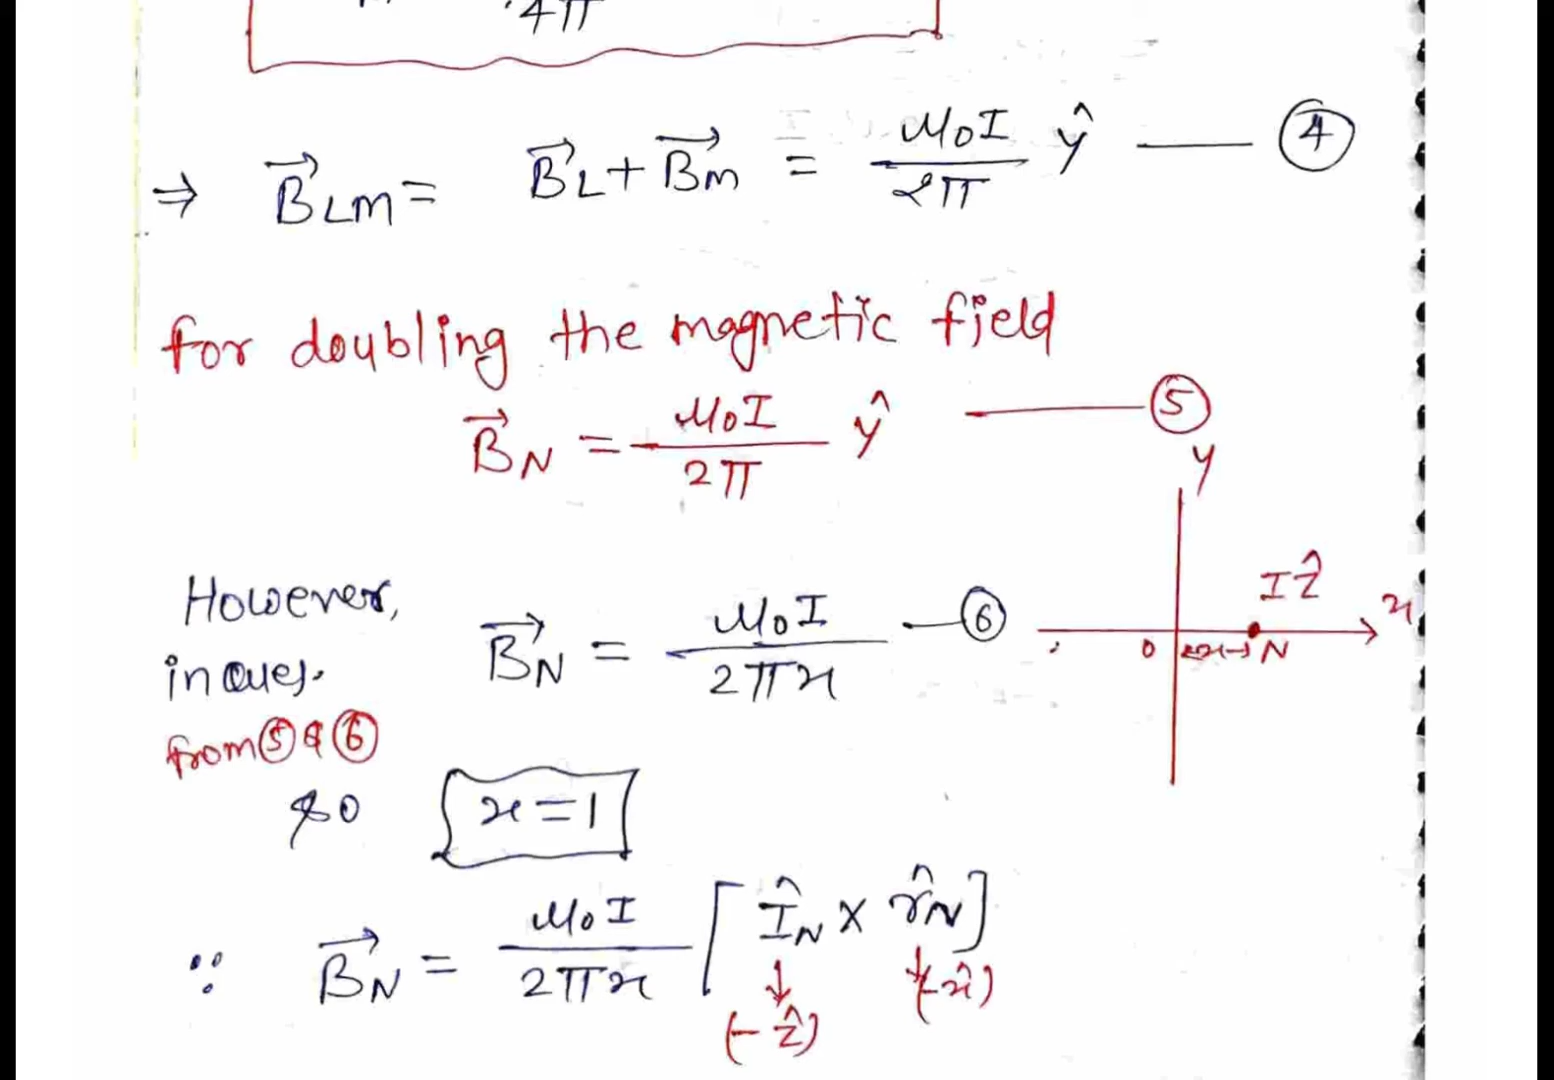 4π
⇒ B⃗LM = B⃗L + B⃗m = μ0I / 2π ŷ — ④
for doubling the magnetic field
B⃗N = μ0I / 2π ŷ — ⑤
y
IẐ
x
0 ←x→ N
However, in Ques. B⃗N = μ0I / 2πx — ⑥
from ⑤ & ⑥
so x = 1
∵ B⃗N = μ0I / 2πx [ÎN × r̂N]
(-ẑ) (-x̂)